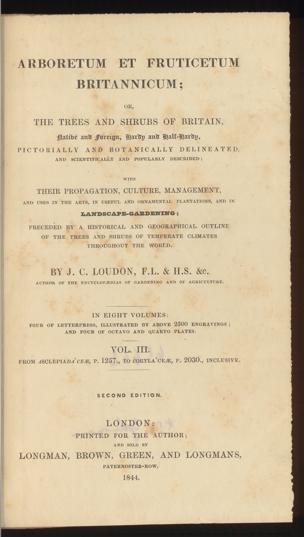 ARBORETUM ET FRUTICETUM
BRITANNICUM;
OR,
THE TREES AND SHRUBS OF BRITAIN,
Native and Foreign, Hardy and Half-Hardy,
PICTORIALLY AND BOTANICALLY DELINEATED,
AND SCIENTIFICALLY AND POPULARLY DESCRIBED;
WITH
THEIR PROPAGATION, CULTURE, MANAGEMENT,
AND USES IN THE ARTS, IN USEFUL AND ORNAMENTAL PLANTATIONS, AND IN
LANDSCAPE-GARDENING;
PRECEDED BY A HISTORICAL AND GEOGRAPHICAL OUTLINE
OF THE TREES AND SHRUBS OF TEMPERATE CLIMATES
THROUGHOUT THE WORLD.
BY J. C. LOUDON, F.L. & H.S. &c.
AUTHOR OF THE ENCYCLOPÆDIAS OF GARDENING AND OF AGRICULTURE.
IN EIGHT VOLUMES:
FOUR OF LETTERPRESS, ILLUSTRATED BY ABOVE 2500 ENGRAVINGS;
AND FOUR OF OCTAVO AND QUARTO PLATES.
VOL. III.
FROM ASCLEPIADA'CEÆ, P. 1257., TO CORYLA'CEÆ, P. 2030., INCLUSIVE.
SECOND EDITION.
LONDON:
PRINTED FOR THE AUTHOR;
AND SOLD BY
LONGMAN, BROWN, GREEN, AND LONGMANS,
PATERNOSTER-ROW.
1844.